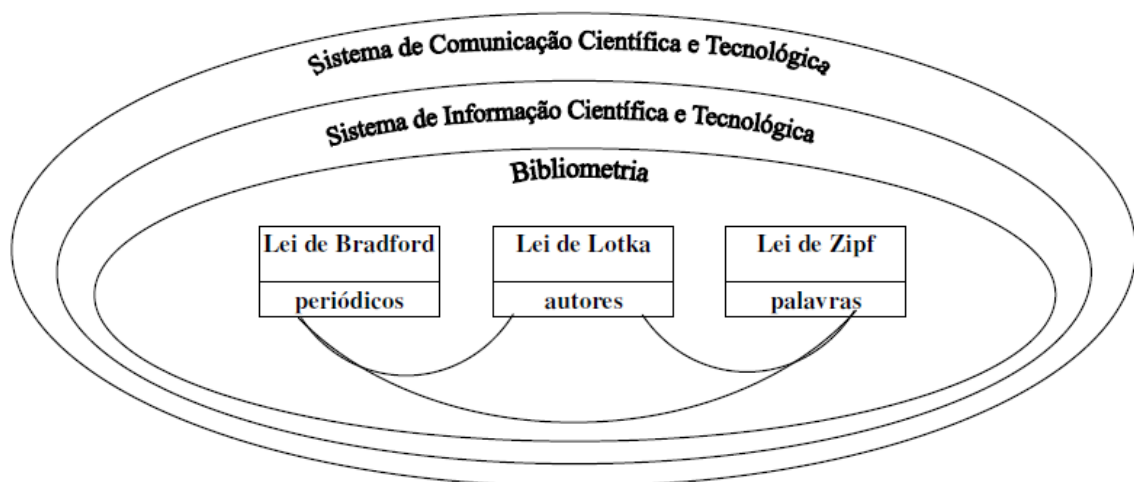 Sistema de Comunicação Científica e Tecnológica
Sistema de Informação Científica e Tecnológica
Bibliometria
Lei de Bradford
periódicos
Lei de Lotka
autores
Lei de Zipf
palavras